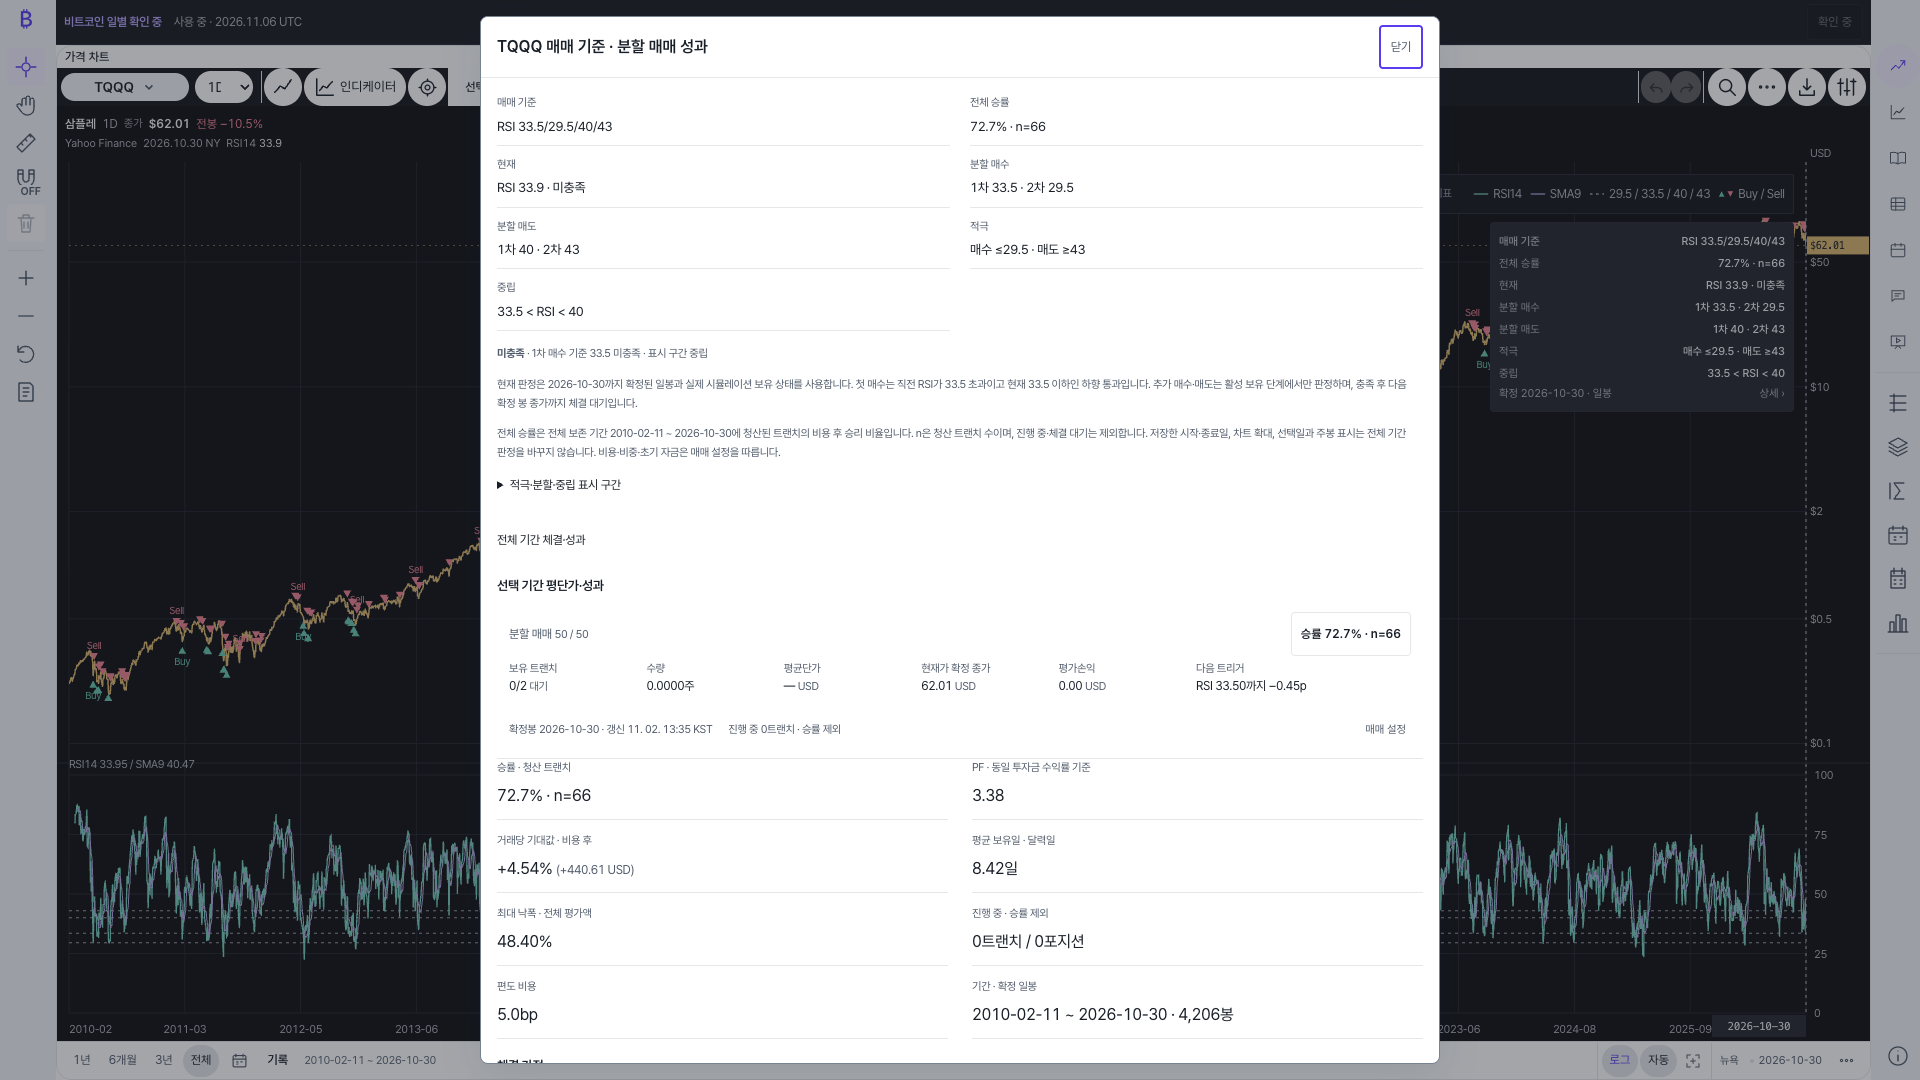 비트코인 일별 확인 중 사용 중 · 2026.11.06 UTC
확인 중
가격 차트
TQQQ
인디케이터
삼플레 1D 종가 $62.01 전봉 −10.5%
Yahoo Finance 2026.10.30 NY RSI14 33.9
OFF
Sell
Buy
Sell
Buy
Sell
Sell
Sell
RSI14 33.95 / SMA9 40.47
2010-02 2011-03 2012-05 2013-06
1년 6개월 3년 전체 기록 2010-02-11 ~ 2026-10-30
TQQQ 매매 기준 · 분할 매매 성과
닫기
매매 기준
RSI 33.5/29.5/40/43
전체 승률
72.7% · n=66
현재
RSI 33.9 · 미충족
분할 매수
1차 33.5 · 2차 29.5
분할 매도
1차 40 · 2차 43
적극
매수 ≤29.5 · 매도 ≥43
중립
33.5 < RSI < 40
미충족 · 1차 매수 기준 33.5 미충족 · 표시 구간 중립
현재 판정은 2026-10-30까지 확정된 일봉과 실제 시뮬레이션 보유 상태를 사용합니다. 첫 매수는 직전 RSI가 33.5 초과이고 현재 33.5 이하인 하향 통과입니다. 추가 매수·매도는 활성 보유 단계에서만 판정하며, 충족 후 다음
확정 봉 종가까지 체결 대기입니다.
전체 승률은 전체 보존 기간 2010-02-11 ~ 2026-10-30에 청산된 트랜치의 비용 후 승리 비율입니다. n은 청산 트랜치 수이며, 진행 중·체결 대기는 제외합니다. 저장한 시작·종료일, 차트 확대, 선택일과 주봉 표시는 전체 기간
판정을 바꾸지 않습니다. 비용·비중·초기 자금은 매매 설정을 따릅니다.
▶ 적극·분할·중립 표시 구간
전체 기간 체결·성과
선택 기간 평단가·성과
분할 매매 50 / 50
승률 72.7% · n=66
보유 트랜치
0/2 대기
수량
0.0000주
평균단가
— USD
현재가 확정 종가
62.01 USD
평가손익
0.00 USD
다음 트리거
RSI 33.50까지 −0.45p
확정봉 2026-10-30 · 갱신 11. 02. 13:35 KST 진행 중 0트랜치 · 승률 제외
매매 설정
승률 · 청산 트랜치
72.7% · n=66
PF · 동일 투자금 수익률 기준
3.38
거래당 기대값 · 비용 후
+4.54% (+440.61 USD)
평균 보유일 · 달력일
8.42일
최대 낙폭 · 전체 평가액
48.40%
진행 중 · 승률 제외
0트랜치 / 0포지션
편도 비용
5.0bp
기간 · 확정 일봉
2010-02-11 ~ 2026-10-30 · 4,206봉
USD
RSI14 SMA9 29.5 / 33.5 / 40 / 43 Buy / Sell
매매 기준 RSI 33.5/29.5/40/43
전체 승률 72.7% · n=66
현재 RSI 33.9 · 미충족
분할 매수 1차 33.5 · 2차 29.5
분할 매도 1차 40 · 2차 43
적극 매수 ≤29.5 · 매도 ≥43
중립 33.5 < RSI < 40
확정 2026-10-30 · 일봉 상세 ›
Sell
$62.01
$50
$10
$2
$0.5
$0.1
100
75
50
25
0
2023-06 2024-08 2025-09 2026-10-30
로그 자동 뉴욕 2026-10-30